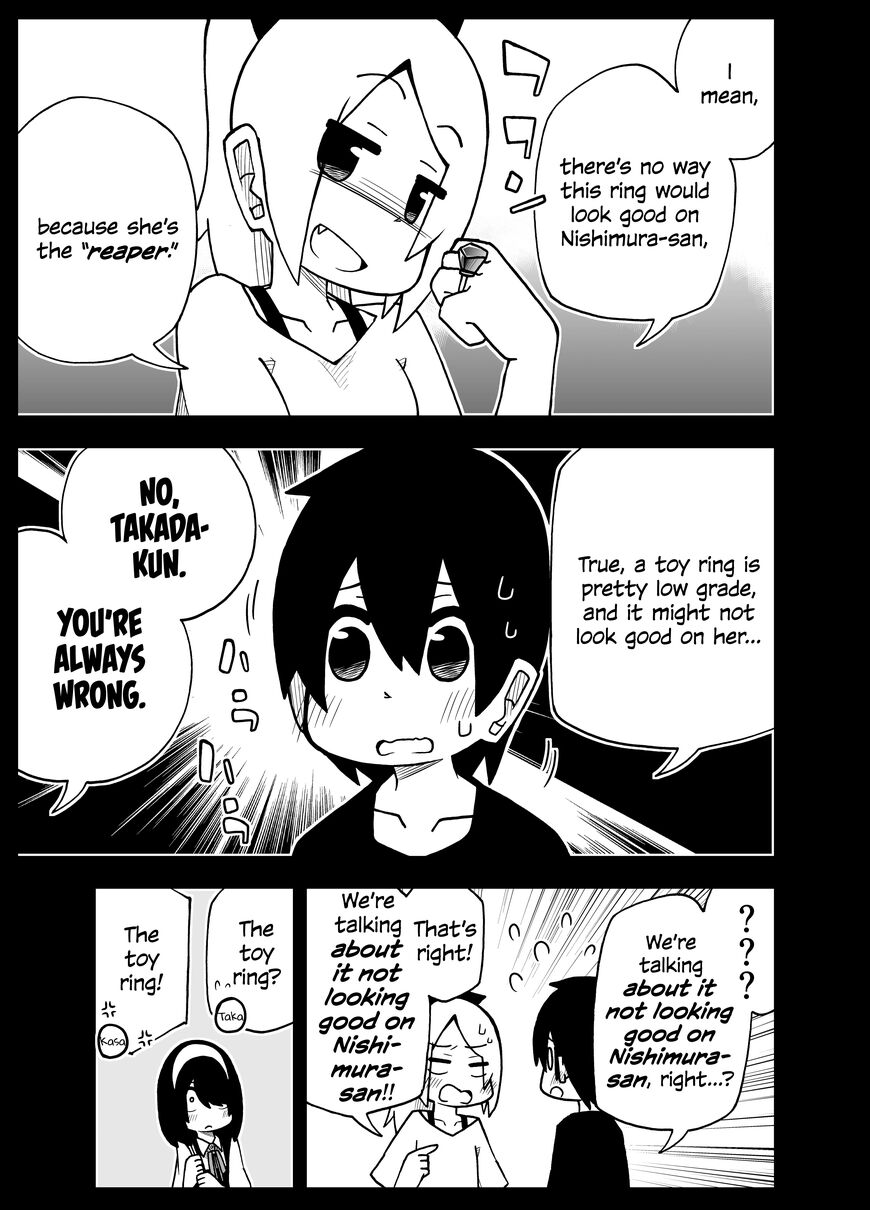 I
mean,
there's no way
this ring would
look good on
Nishimura-san,
because she's
the "reaper."
True, a toy ring is
pretty low grade,
and it might not
look good on her...
NO,
TAKADA-
KUN.
YOU'RE
ALWAYS
WRONG.
???
We're
talking
about it
not looking
good on
Nishimura-
san, right...?
That's
right!
We're
talking
about
it not
looking
good on
Nishi-
mura-
san!!
The
toy
ring?
Taka
The
toy
ring!
Kasa